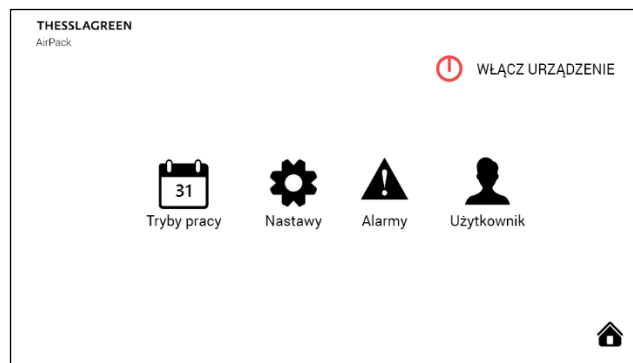 THESSLAGREEN
AirPack
WŁĄCZ URZĄDZENIE
31
Tryby pracy
Nastawy
Alarmy
Użytkownik